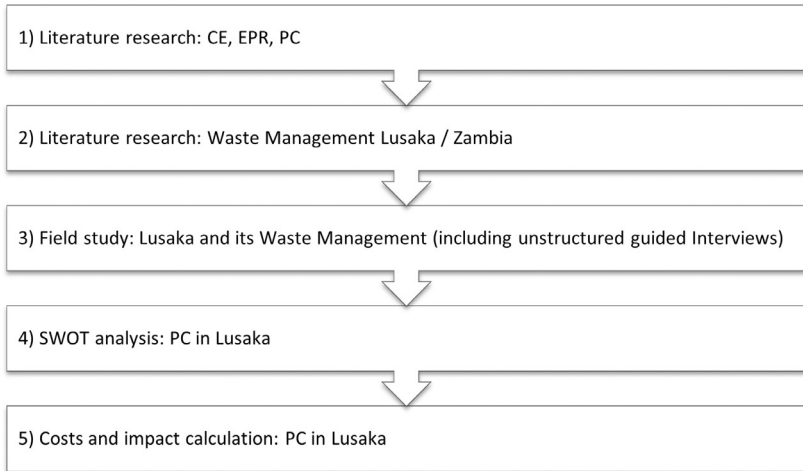 1) Literature research: CE, EPR, PC
2) Literature research: Waste Management Lusaka / Zambia
3) Field study: Lusaka and its Waste Management (including unstructured guided Interviews)
4) SWOT analysis: PC in Lusaka
5) Costs and impact calculation: PC in Lusaka